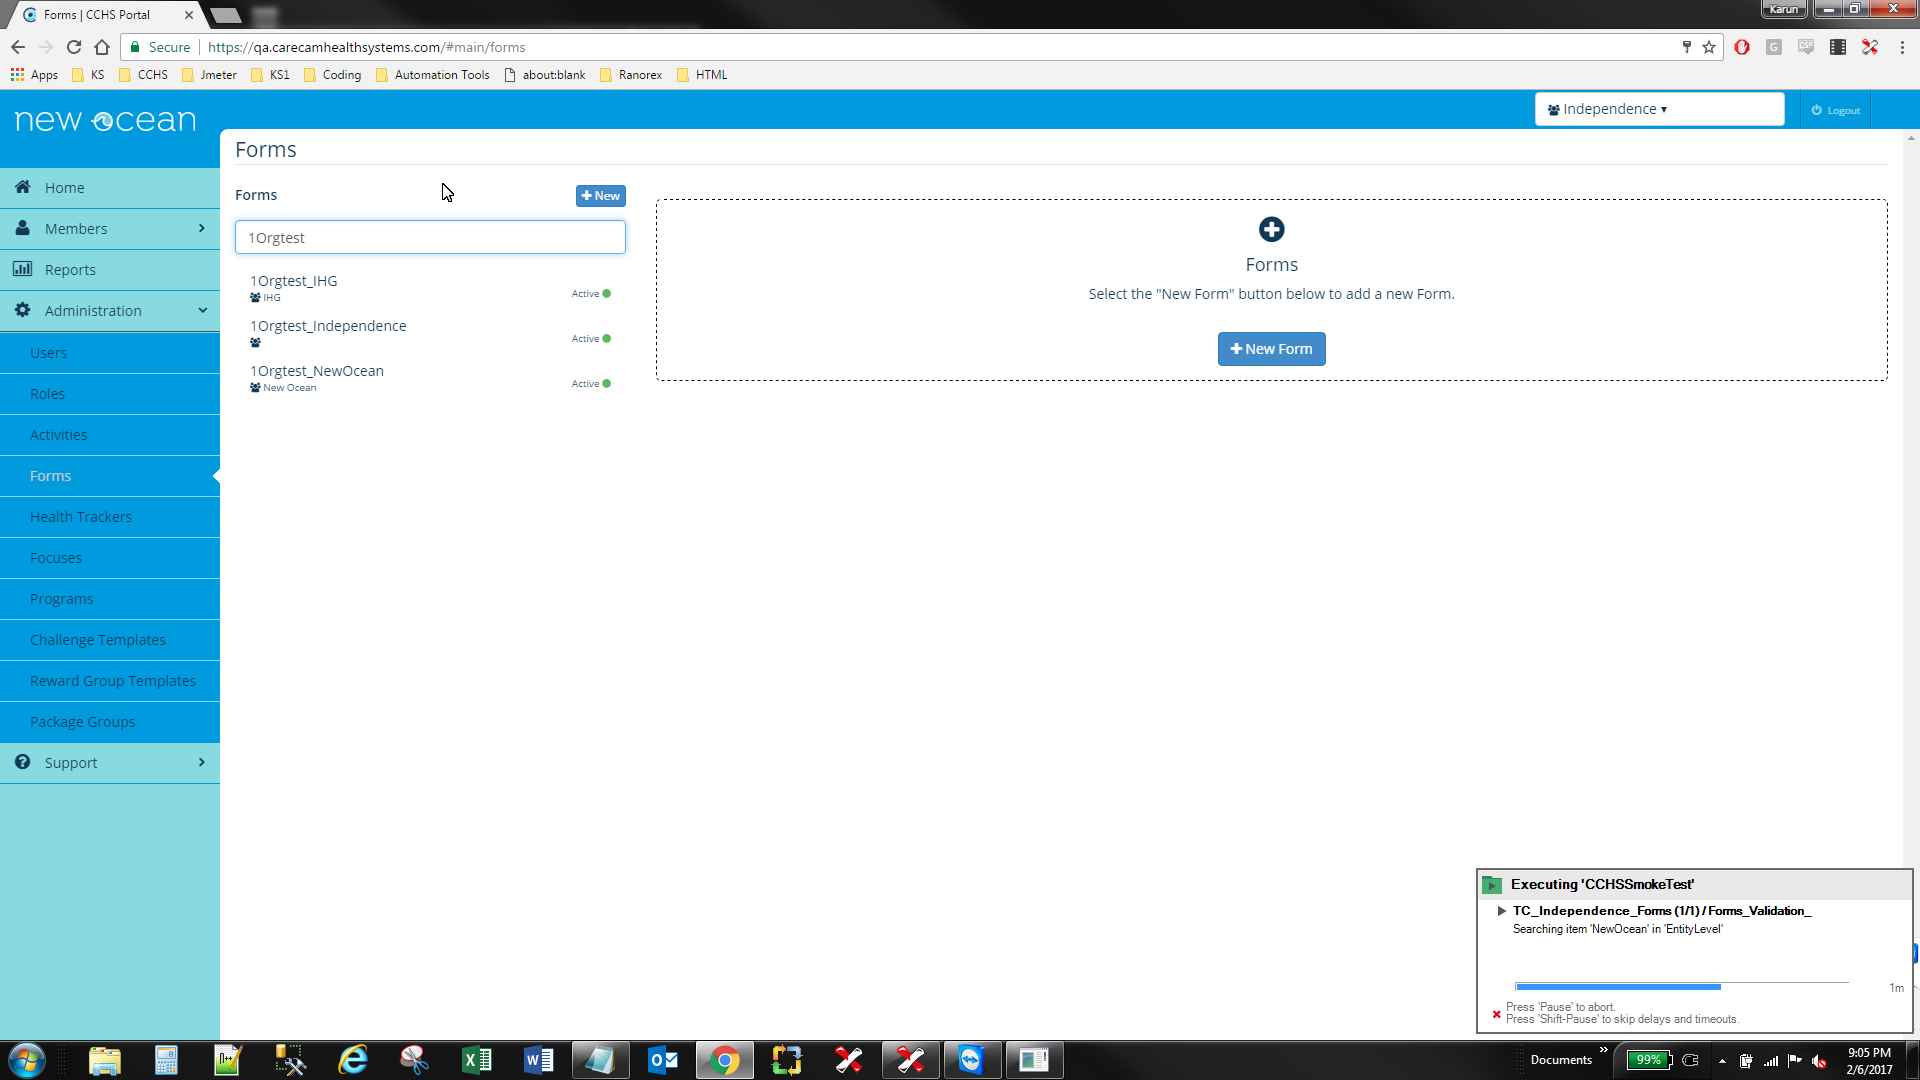 Forms | CCHS Portal
Karun
Secure
https://qa.carecamhealthsystems.com/#main/forms
Apps
KS
CCHS
Jmeter
KS1
Coding
Automation Tools
about:blank
Ranorex
HTML
new ocean
Independence
Logout
Forms
Home
Members
Reports
Administration
Users
Roles
Activities
Forms
Health Trackers
Focuses
Programs
Challenge Templates
Reward Group Templates
Package Groups
Support
Forms
New
1Orgtest
1Orgtest_IHG
IHG
Active
1Orgtest_Independence
Active
1Orgtest_NewOcean
New Ocean
Active
Forms
Select the "New Form" button below to add a new Form.
New Form
Executing 'CCHSSmokeTest'
TC_Independence_Forms (1/1) / Forms_Validation_
Searching item 'NewOcean' in 'EntityLevel'
1m
Press 'Pause' to abort.
Press 'Shift-Pause' to skip delays and timeouts.
Documents
99%
9:05 PM
2/6/2017